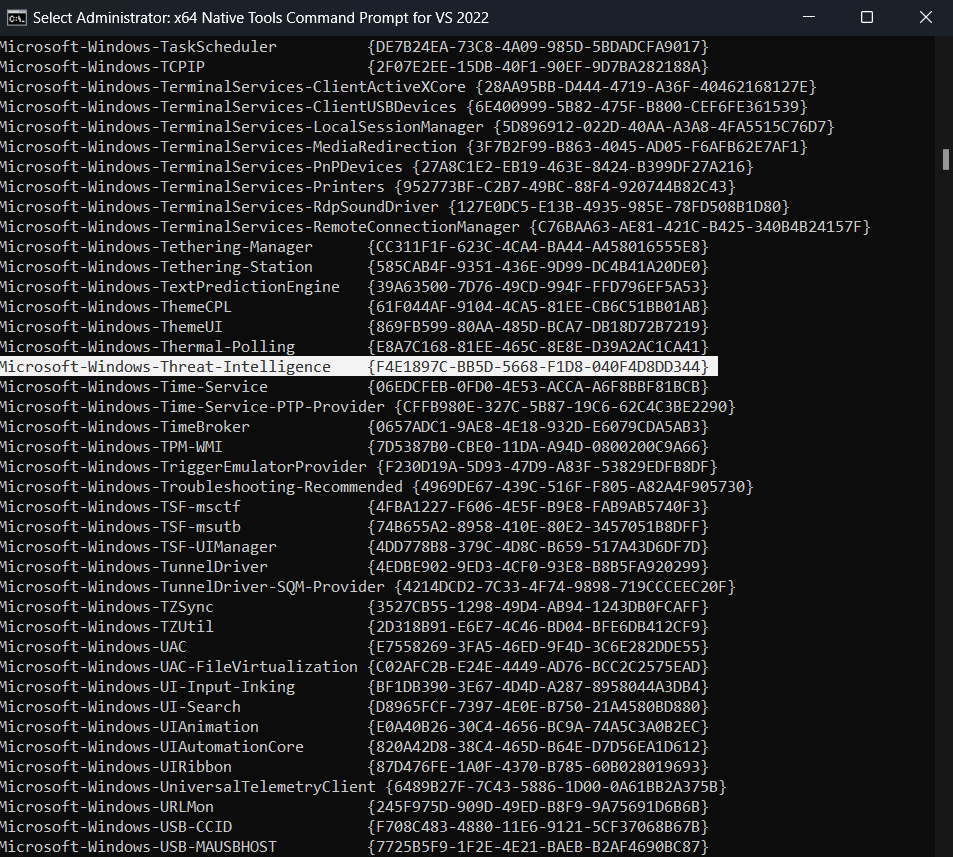 Select Administrator: x64 Native Tools Command Prompt for VS 2022
Microsoft-Windows-TaskScheduler {DE7B24EA-73C8-4A09-985D-5BDADCFA9017}
Microsoft-Windows-TCPIP {2F07E2EE-15DB-40F1-90EF-9D7BA282188A}
Microsoft-Windows-TerminalServices-ClientActiveXCore {28AA95BB-D444-4719-A36F-40462168127E}
Microsoft-Windows-TerminalServices-ClientUSBDevices {6E400999-5B82-475F-B800-CEF6FE361539}
Microsoft-Windows-TerminalServices-LocalSessionManager {5D896912-022D-40AA-A3A8-4FA5515C76D7}
Microsoft-Windows-TerminalServices-MediaRedirection {3F7B2F99-B863-4045-AD05-F6AFB62E7AF1}
Microsoft-Windows-TerminalServices-PnPDevices {27A8C1E2-EB19-463E-8424-B399DF27A216}
Microsoft-Windows-TerminalServices-Printers {952773BF-C2B7-49BC-88F4-920744B82C43}
Microsoft-Windows-TerminalServices-RdpSoundDriver {127E0DC5-E13B-4935-985E-78FD508B1D80}
Microsoft-Windows-TerminalServices-RemoteConnectionManager {C76BAA63-AE81-421C-B425-340B4B24157F}
Microsoft-Windows-Tethering-Manager {CC311F1F-623C-4CA4-BA44-A458016555E8}
Microsoft-Windows-Tethering-Station {585CAB4F-9351-436E-9D99-DC4B41A20DE0}
Microsoft-Windows-TextPredictionEngine {39A63500-7D76-49CD-994F-FFD796EF5A53}
Microsoft-Windows-ThemeCPL {61F044AF-9104-4CA5-81EE-CB6C51BB01AB}
Microsoft-Windows-ThemeUI {869FB599-80AA-485D-BCA7-DB18D72B7219}
Microsoft-Windows-Thermal-Polling {E8A7C168-81EE-465C-8E8E-D39A2AC1CA41}
Microsoft-Windows-Threat-Intelligence {F4E1897C-BB5D-5668-F1D8-040F4D8DD344}
Microsoft-Windows-Time-Service {06EDCFEB-0FD0-4E53-ACCA-A6F8BBF81BCB}
Microsoft-Windows-Time-Service-PTP-Provider {CFFB980E-327C-5B87-19C6-62C4C3BE2290}
Microsoft-Windows-TimeBroker {0657ADC1-9AE8-4E18-932D-E6079CDA5AB3}
Microsoft-Windows-TPM-WMI {7D5387B0-CBE0-11DA-A94D-0800200C9A66}
Microsoft-Windows-TriggerEmulatorProvider {F230D19A-5D93-47D9-A83F-53829EDFB8DF}
Microsoft-Windows-Troubleshooting-Recommended {4969DE67-439C-516F-F805-A82A4F905730}
Microsoft-Windows-TSF-msctf {4FBA1227-F606-4E5F-B9E8-FAB9AB5740F3}
Microsoft-Windows-TSF-msutb {74B655A2-8958-410E-80E2-3457051B8DFF}
Microsoft-Windows-TSF-UIManager {4DD778B8-379C-4D8C-B659-517A43D6DF7D}
Microsoft-Windows-TunnelDriver {4EDBE902-9ED3-4CF0-93E8-B8B5FA920299}
Microsoft-Windows-TunnelDriver-SQM-Provider {4214DCD2-7C33-4F74-9898-719CCCEEC20F}
Microsoft-Windows-TZSync {3527CB55-1298-49D4-AB94-1243DB0FCAFF}
Microsoft-Windows-TZUtil {2D318B91-E6E7-4C46-BD04-BFE6DB412CF9}
Microsoft-Windows-UAC {E7558269-3FA5-46ED-9F4D-3C6E282DDE55}
Microsoft-Windows-UAC-FileVirtualization {C02AFC2B-E24E-4449-AD76-BCC2C2575EAD}
Microsoft-Windows-UI-Input-Inking {BF1DB390-3E67-4D4D-A287-8958044A3DB4}
Microsoft-Windows-UI-Search {D8965FCF-7397-4E0E-B750-21A4580BD880}
Microsoft-Windows-UIAnimation {E0A40B26-30C4-4656-BC9A-74A5C3A0B2EC}
Microsoft-Windows-UIAutomationCore {820A42D8-38C4-465D-B64E-D7D56EA1D612}
Microsoft-Windows-UIRibbon {87D476FE-1A0F-4370-B785-60B028019693}
Microsoft-Windows-UniversalTelemetryClient {6489B27F-7C43-5886-1D00-0A61BB2A375B}
Microsoft-Windows-URLMon {245F975D-909D-49ED-B8F9-9A75691D6B6B}
Microsoft-Windows-USB-CCID {F708C483-4880-11E6-9121-5CF37068B67B}
Microsoft-Windows-USB-MAUSBHOST {7725B5F9-1F2E-4E21-BAEB-B2AF4690BC87}